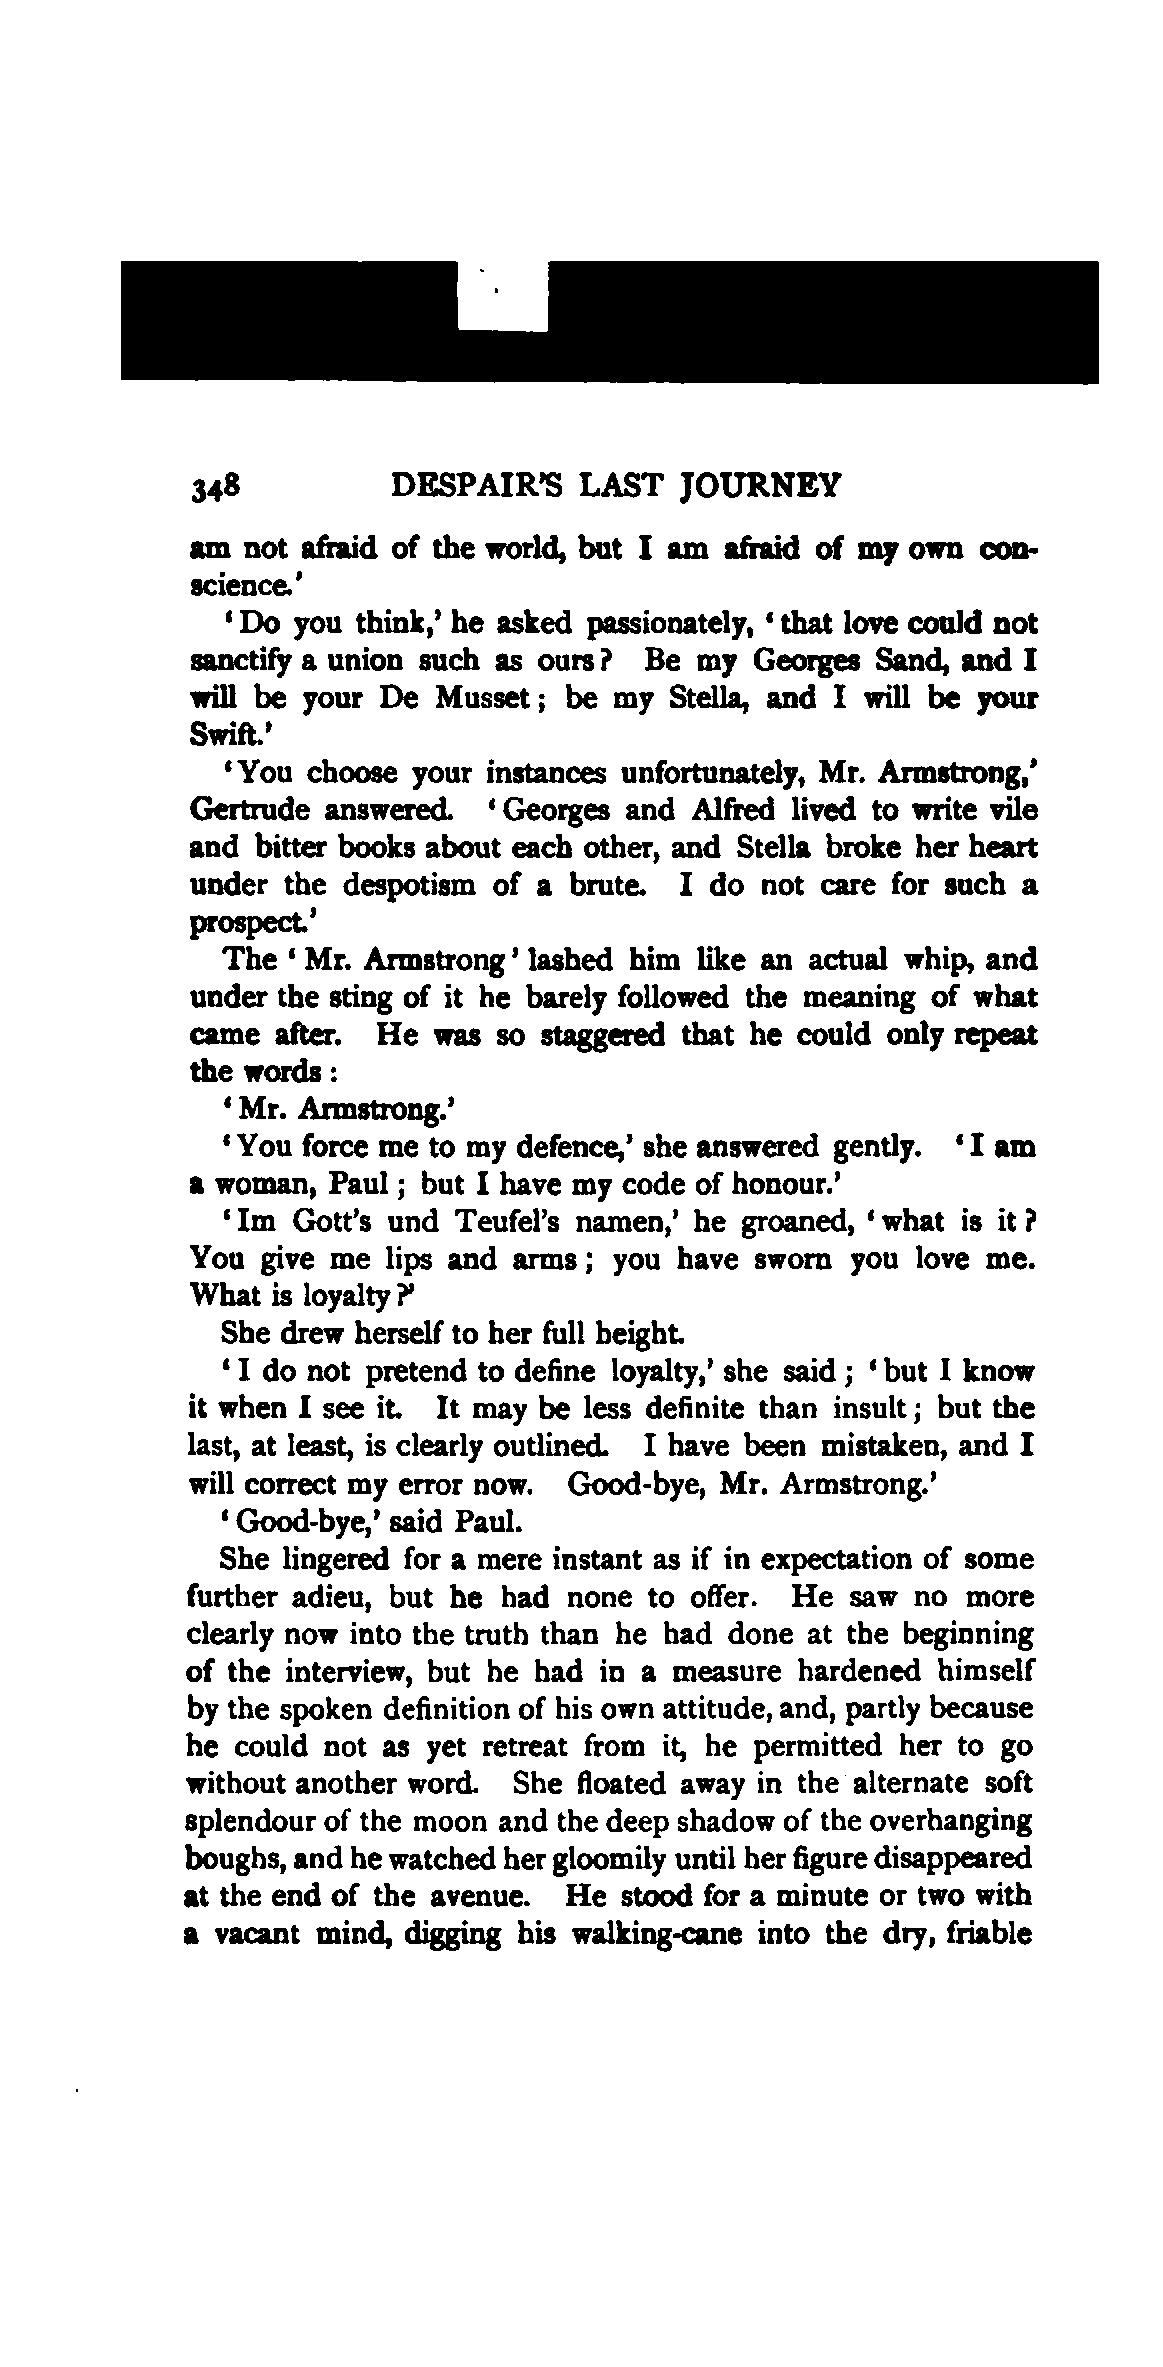 348 DESPAIR'S LAST JOURNEY
am not afraid of the world, but I am afraid of my own con-
science.'
'Do you think,' he asked passionately, 'that love could not
sanctify a union such as ours? Be my Georges Sand, and I
will be your De Musset; be my Stella, and I will be your
Swift.'
'You choose your instances unfortunately, Mr. Armstrong,'
Gertrude answered. 'Georges and Alfred lived to write vile
and bitter books about each other, and Stella broke her heart
under the despotism of a brute. I do not care for such a
prospect.'
The 'Mr. Armstrong' lashed him like an actual whip, and
under the sting of it he barely followed the meaning of what
came after. He was so staggered that he could only repeat
the words:
'Mr. Armstrong.'
'You force me to my defence,' she answered gently. 'I am
a woman, Paul; but I have my code of honour.'
'Im Gott's und Teufel's namen,' he groaned, 'what is it?
You give me lips and arms; you have sworn you love me.
What is loyalty?'
She drew herself to her full height.
'I do not pretend to define loyalty,' she said; 'but I know
it when I see it. It may be less definite than insult; but the
last, at least, is clearly outlined. I have been mistaken, and I
will correct my error now. Good-bye, Mr. Armstrong.'
'Good-bye,' said Paul.
She lingered for a mere instant as if in expectation of some
further adieu, but he had none to offer. He saw no more
clearly now into the truth than he had done at the beginning
of the interview, but he had in a measure hardened himself
by the spoken definition of his own attitude, and, partly because
he could not as yet retreat from it, he permitted her to go
without another word. She floated away in the alternate soft
splendour of the moon and the deep shadow of the overhanging
boughs, and he watched her gloomily until her figure disappeared
at the end of the avenue. He stood for a minute or two with
a vacant mind, digging his walking-cane into the dry, friable